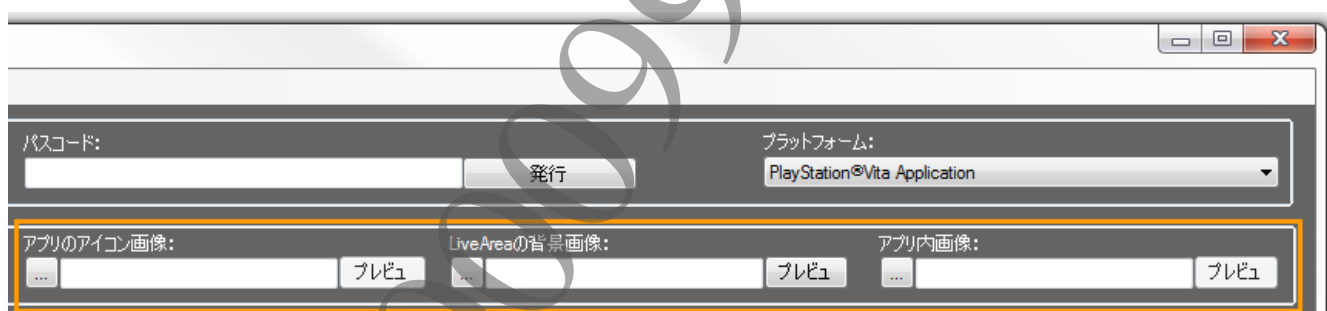 パスコード:
発行
プラットフォーム:
PlayStation®Vita Application
アプリのアイコン画像:
... プレビュ
LiveAreaの背景画像:
... プレビュ
アプリ内画像:
... プレビュ